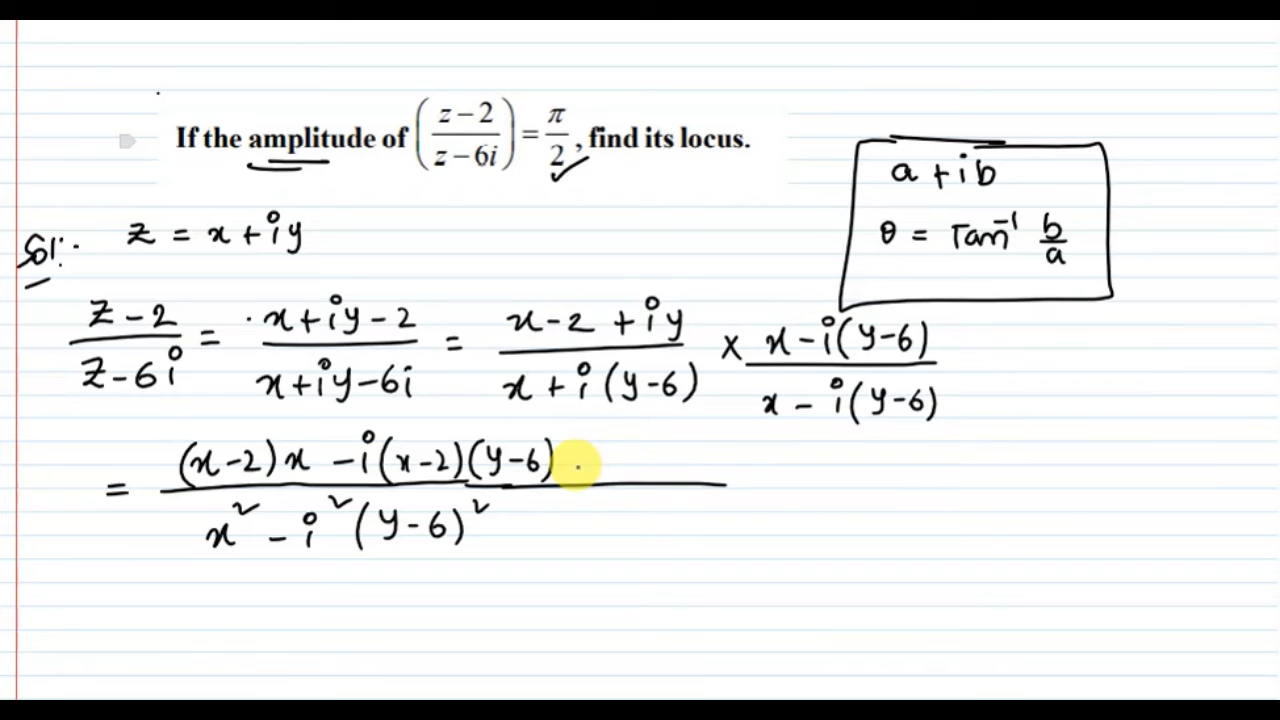 If the amplitude of ((z − 2)/(z − 6i)) = π/2, find its locus.
a + ib
θ = Tan⁻¹ b/a
Sol:. z = x + iy
(z − 2)/(z − 6i) = (x + iy − 2)/(x + iy − 6i) = (x − 2 + iy)/(x + i(y − 6)) × (x − i(y − 6))/(x − i(y − 6))
= ((x − 2)x − i(x − 2)(y − 6))/(x² − i²(y − 6)²)